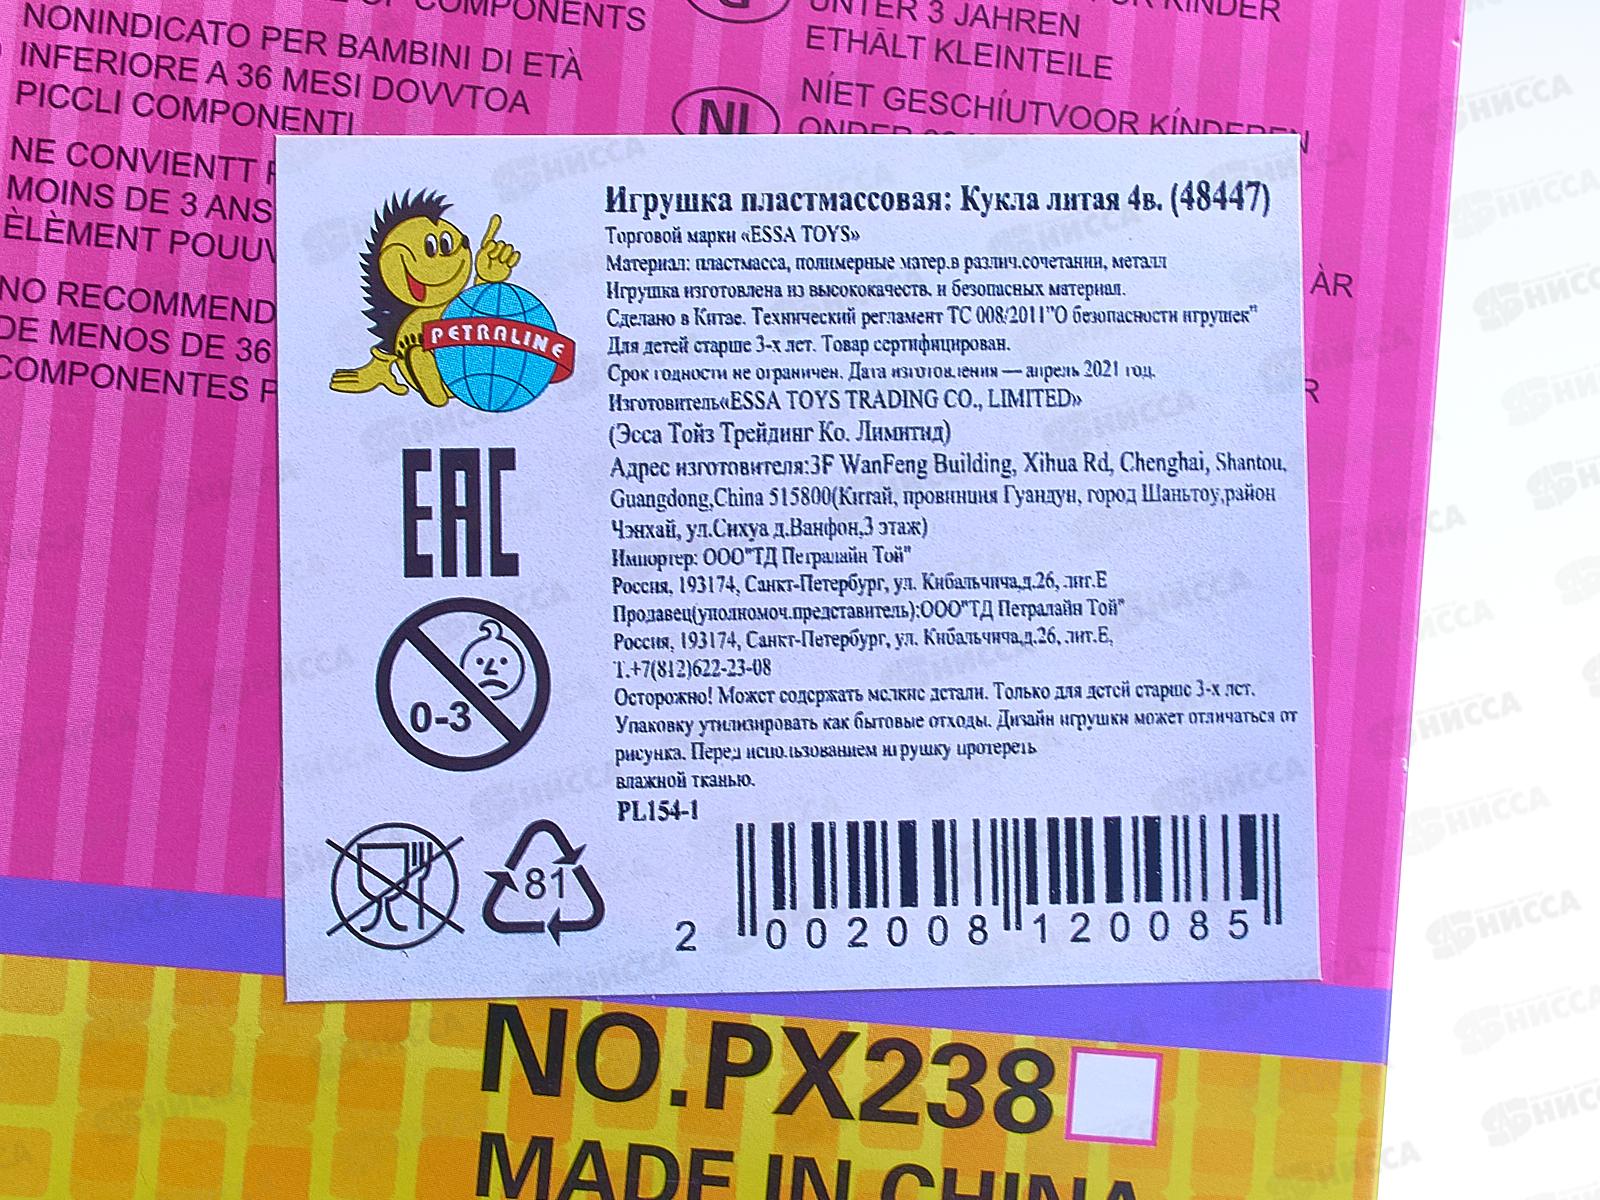 COMPONENTS
NONINDICATO PER BAMBINI DI ETÀ
INFERIORE A 36 MESI DOVVTOA
PICCLI COMPONENTI
NE CONVIENTT
MOINS DE 3 ANS
ÈLÈMENT POUUV
NO RECOMMEND
DE MENOS DE 36
COMPONENTES P
UNTER 3 JAHREN
ETHÄLT KLEINTEILE
NL
NÍET GESCHÍUTVOOR KÍNDEREN
ÀR
R
PETRALINE
EAC
0-3
81
Игрушка пластмассовая: Кукла литая 4в. (48447)
Торговой марки «ESSA TOYS»
Материал: пластмасса, полимерные матер.в различ.сочетании, металл
Игрушка изготовлена из высококачеств. и безопасных материал.
Сделано в Китае. Технический регламент ТС 008/2011"О безопасности игрушек"
Для детей старше 3-х лет. Товар сертифицирован.
Срок годности не ограничен. Дата изготовления — апрель 2021 год.
Изготовитель«ESSA TOYS TRADING CO., LIMITED»
(Эсса Тойз Трейдинг Ко. Лимитид)
Адрес изготовителя:3F WanFeng Building, Xihua Rd, Chenghai, Shantou,
Guangdong,China 515800(Китай, провинция Гуандун, город Шаньтоу,район
Чэнхай, ул.Сихуа д.Ванфон,3 этаж)
Импортер: ООО"ТД Петралайн Той"
Россия, 193174, Санкт-Петербург, ул. Кибальчича,д.26, лит.Е
Продавец(уполномоч.представитель):ООО"ТД Петралайн Той"
Россия, 193174, Санкт-Петербург, ул. Кибальчича,д.26, лит.Е,
Т.+7(812)622-23-08
Осторожно! Может содержать мелкие детали. Только для детей старше 3-х лет.
Упаковку утилизировать как бытовые отходы. Дизайн игрушки может отличаться от
рисунка. Перед использованием игрушку протереть
влажной тканью.
PL154-1
2 002008 120085
NO.PX238
MADE IN CHINA
НИССА